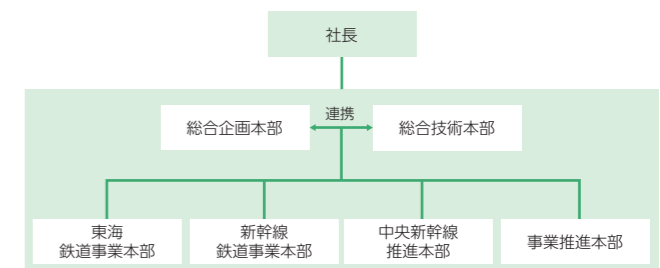 社長
総合企画本部
連携
総合技術本部
東海
鉄道事業本部
新幹線
鉄道事業本部
中央新幹線
推進本部
事業推進本部